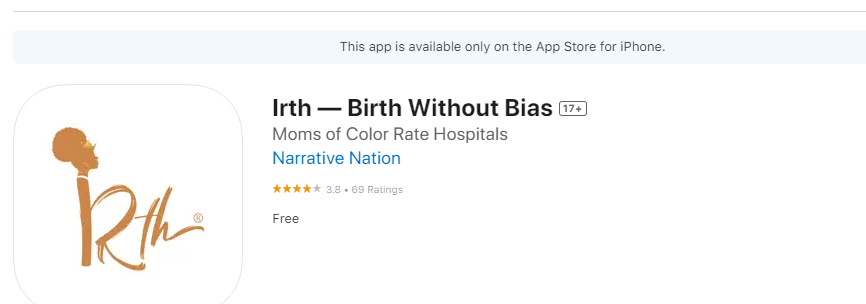 This app is available only on the App Store for iPhone.
Irth — Birth Without Bias 17+
Moms of Color Rate Hospitals
Narrative Nation
3.8 • 69 Ratings
Free
Irth®